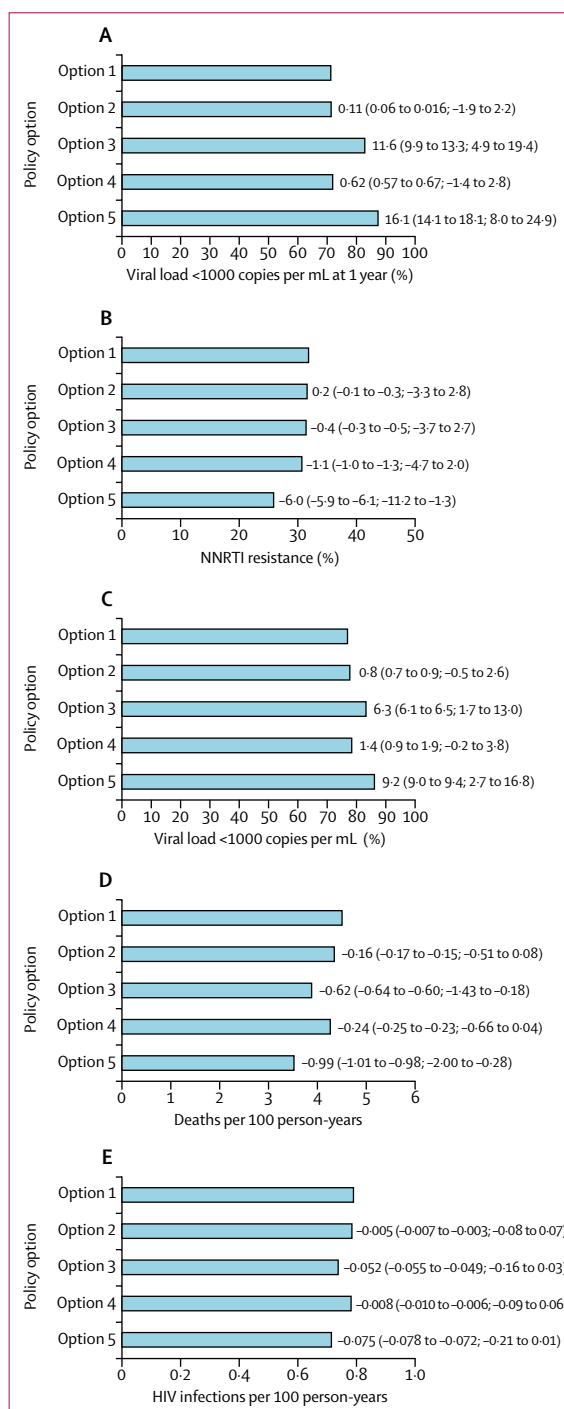 A
Policy option
Option 1
Option 2
0·11 (0·06 to 0·016; –1·9 to 2·2)
Option 3
11·6 (9·9 to 13·3; 4·9 to 19·4)
Option 4
0·62 (0·57 to 0·67; –1·4 to 2·8)
Option 5
16·1 (14·1 to 18·1; 8·0 to 24·9)
0 10 20 30 40 50 60 70 80 90 100
Viral load <1000 copies per mL at 1 year (%)
B
Policy option
Option 1
Option 2
0·2 (–0·1 to –0·3; –3·3 to 2·8)
Option 3
–0·4 (–0·3 to –0·5; –3·7 to 2·7)
Option 4
–1·1 (–1·0 to –1·3; –4·7 to 2·0)
Option 5
–6·0 (–5·9 to –6·1; –11·2 to –1·3)
0 10 20 30 40 50
NNRTI resistance (%)
C
Policy option
Option 1
Option 2
0·8 (0·7 to 0·9; –0·5 to 2·6)
Option 3
6·3 (6·1 to 6·5; 1·7 to 13·0)
Option 4
1·4 (0·9 to 1·9; –0·2 to 3·8)
Option 5
9·2 (9·0 to 9·4; 2·7 to 16·8)
0 10 20 30 40 50 60 70 80 90 100
Viral load <1000 copies per mL (%)
D
Policy option
Option 1
Option 2
–0·16 (–0·17 to –0·15; –0·51 to 0·08)
Option 3
–0·62 (–0·64 to –0·60; –1·43 to –0·18)
Option 4
–0·24 (–0·25 to –0·23; –0·66 to 0·04)
Option 5
–0·99 (–1·01 to –0·98; –2·00 to –0·28)
0 1 2 3 4 5 6
Deaths per 100 person-years
E
Policy option
Option 1
Option 2
–0·005 (–0·007 to –0·003; –0·08 to 0·07)
Option 3
–0·052 (–0·055 to –0·049; –0·16 to 0·03)
Option 4
–0·008 (–0·010 to –0·006; –0·09 to 0·06
Option 5
–0·075 (–0·078 to –0·072; –0·21 to 0·01)
0 0·2 0·4 0·6 0·8 1·0
HIV infections per 100 person-years